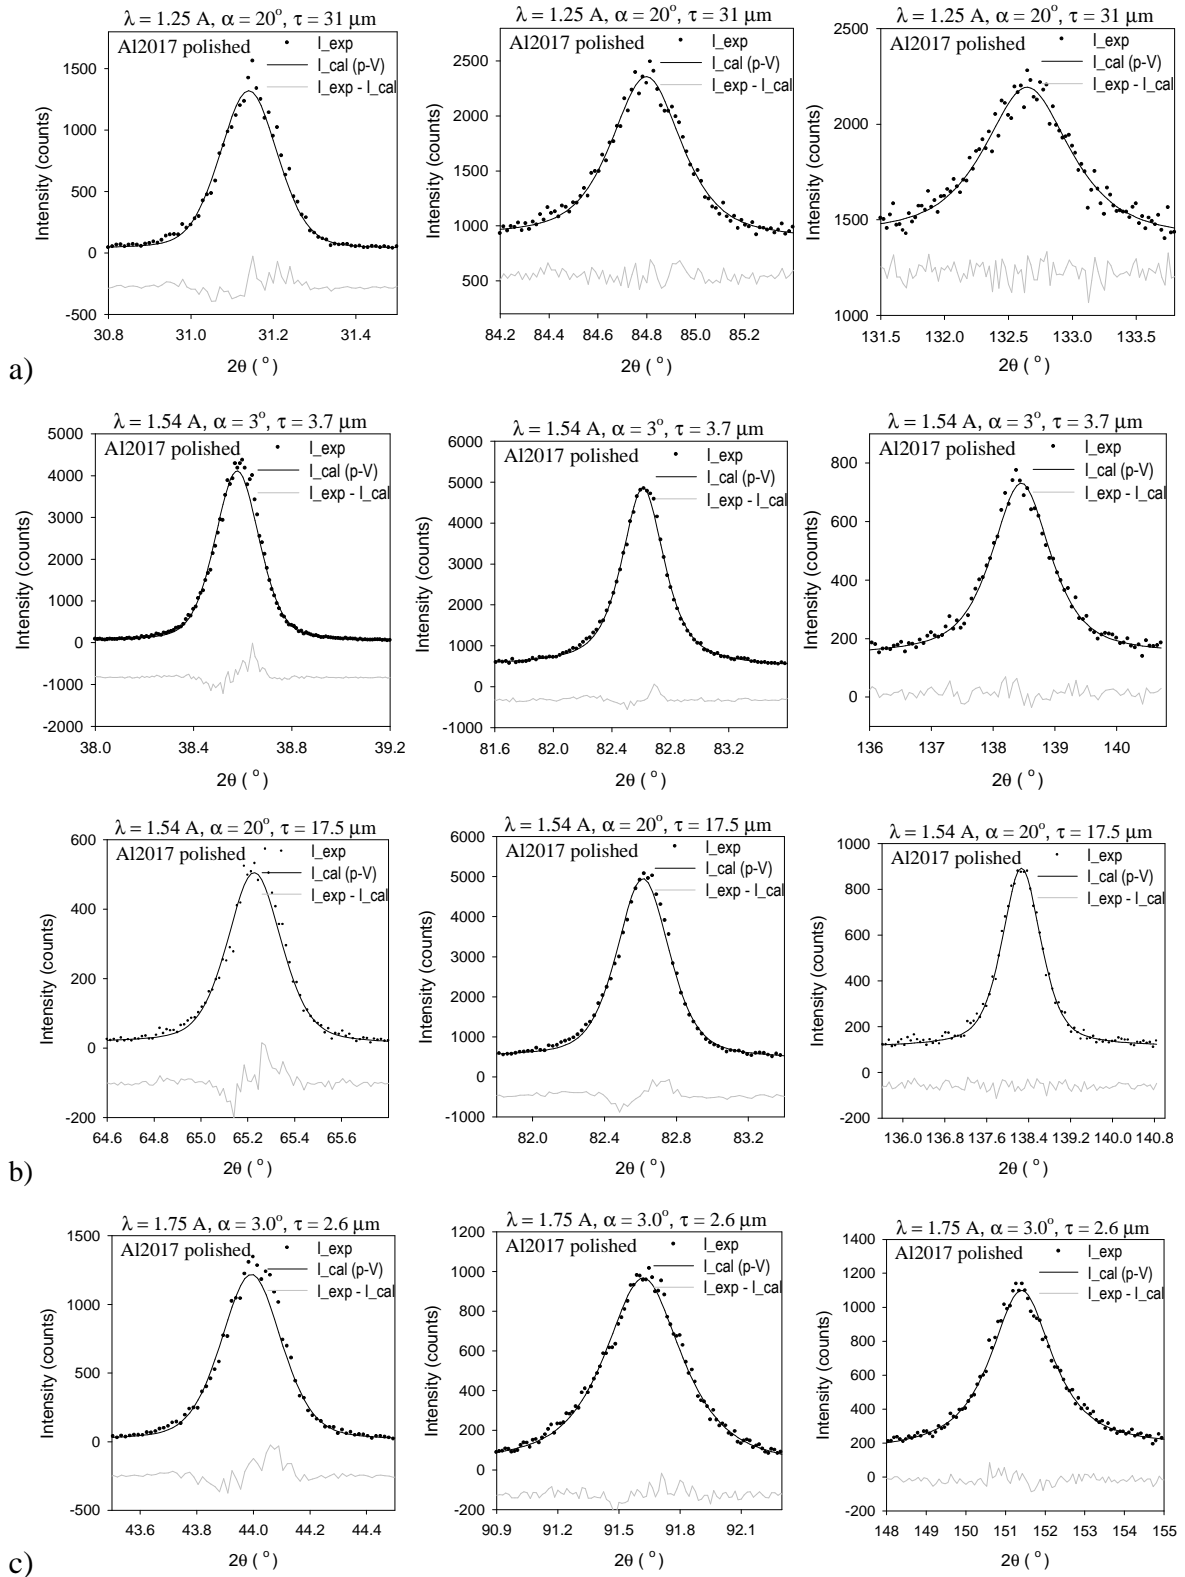 λ = 1.25 A, α = 20°, τ = 31 μm
Al2017 polished
I_exp
I_cal (p-V)
I_exp - I_cal
Intensity (counts)
1500
1000
500
0
-500
30.8 31.0 31.2 31.4
2θ ( ° )
λ = 1.25 A, α = 20°, τ = 31 μm
Al2017 polished
I_exp
I_cal (p-V)
I_exp - I_cal
Intensity (counts)
2500
2000
1500
1000
500
84.2 84.4 84.6 84.8 85.0 85.2
2θ ( ° )
λ = 1.25 A, α = 20°, τ = 31 μm
Al2017 polished
I_exp
I_cal (p-V)
I_exp - I_cal
Intensity (counts)
2500
2000
1500
1000
131.5 132.0 132.5 133.0 133.5
2θ ( ° )
a)
λ = 1.54 A, α = 3°, τ = 3.7 μm
Al2017 polished
I_exp
I_cal (p-V)
I_exp - I_cal
Intensity (counts)
5000
4000
3000
2000
1000
0
-1000
-2000
38.0 38.4 38.8 39.2
2θ ( ° )
λ = 1.54 A, α = 3°, τ = 3.7 μm
Al2017 polished
I_exp
I_cal (p-V)
I_exp - I_cal
Intensity (counts)
6000
5000
4000
3000
2000
1000
0
-1000
81.6 82.0 82.4 82.8 83.2
2θ ( ° )
λ = 1.54 A, α = 3°, τ = 3.7 μm
Al2017 polished
I_exp
I_cal (p-V)
I_exp - I_cal
Intensity (counts)
800
600
400
200
0
136 137 138 139 140
2θ ( ° )
λ = 1.54 A, α = 20°, τ = 17.5 μm
Al2017 polished
I_exp
I_cal (p-V)
I_exp - I_cal
Intensity (counts)
600
400
200
0
-200
64.6 64.8 65.0 65.2 65.4 65.6
2θ ( ° )
λ = 1.54 A, α = 20°, τ = 17.5 μm
Al2017 polished
I_exp
I_cal (p-V)
I_exp - I_cal
Intensity (counts)
6000
5000
4000
3000
2000
1000
0
-1000
82.0 82.4 82.8 83.2
2θ ( ° )
λ = 1.54 A, α = 20°, τ = 17.5 μm
Al2017 polished
I_exp
I_cal (p-V)
I_exp - I_cal
Intensity (counts)
1000
800
600
400
200
0
-200
136.0 136.8 137.6 138.4 139.2 140.0 140.8
2θ ( ° )
b)
λ = 1.75 A, α = 3.0°, τ = 2.6 μm
Al2017 polished
I_exp
I_cal (p-V)
I_exp - I_cal
Intensity (counts)
1500
1000
500
0
-500
43.6 43.8 44.0 44.2 44.4
2θ ( ° )
λ = 1.75 A, α = 3.0°, τ = 2.6 μm
Al2017 polished
I_exp
I_cal (p-V)
I_exp - I_cal
Intensity (counts)
1200
1000
800
600
400
200
0
-200
90.9 91.2 91.5 91.8 92.1
2θ ( ° )
λ = 1.75 A, α = 3.0°, τ = 2.6 μm
Al2017 polished
I_exp
I_cal (p-V)
I_exp - I_cal
Intensity (counts)
1400
1200
1000
800
600
400
200
0
-200
148 149 150 151 152 153 154 155
2θ ( ° )
c)